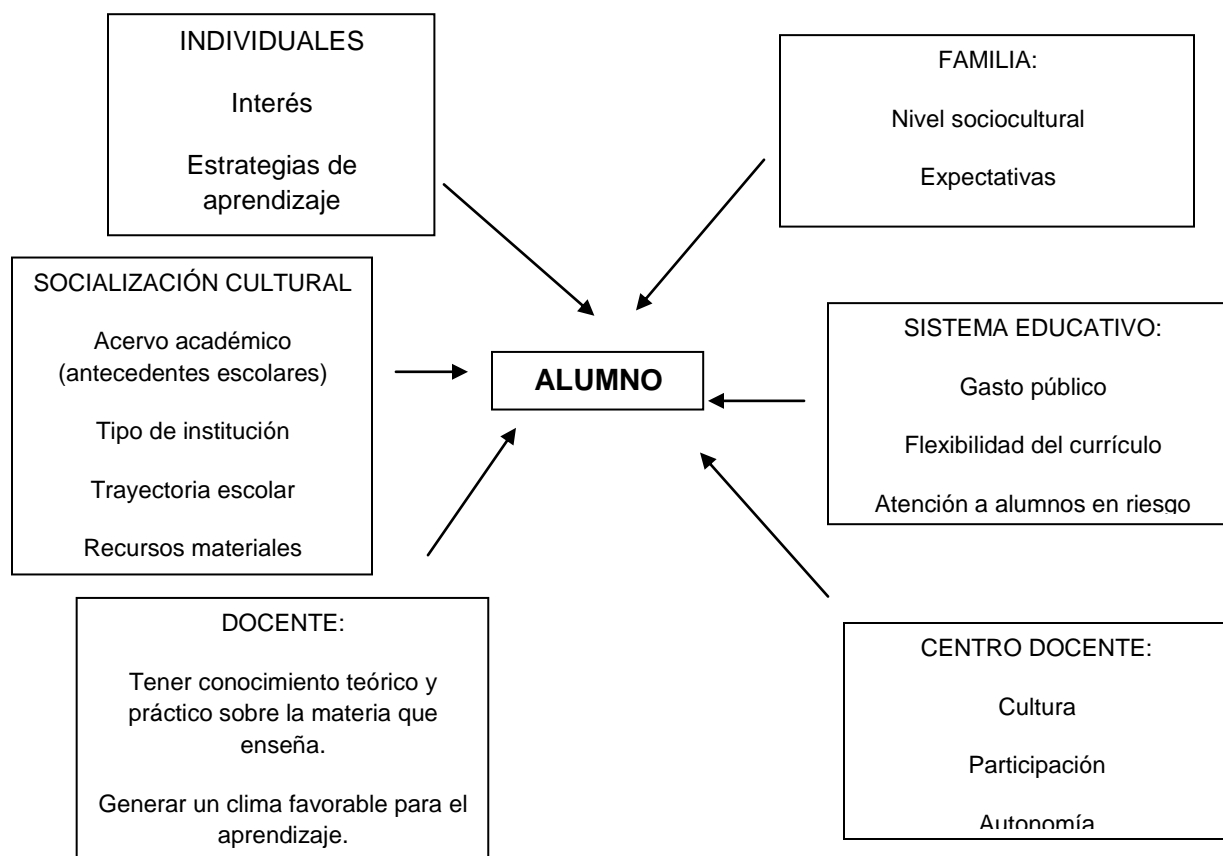 INDIVIDUALES
Interés
Estrategias de
aprendizaje
FAMILIA:
Nivel sociocultural
Expectativas
SOCIALIZACIÓN CULTURAL
Acervo académico
(antecedentes escolares)
Tipo de institución
Trayectoria escolar
Recursos materiales
ALUMNO
SISTEMA EDUCATIVO:
Gasto público
Flexibilidad del currículo
Atención a alumnos en riesgo
DOCENTE:
Tener conocimiento teórico y
práctico sobre la materia que
enseña.
Generar un clima favorable para el
aprendizaje.
CENTRO DOCENTE:
Cultura
Participación
Autonomía